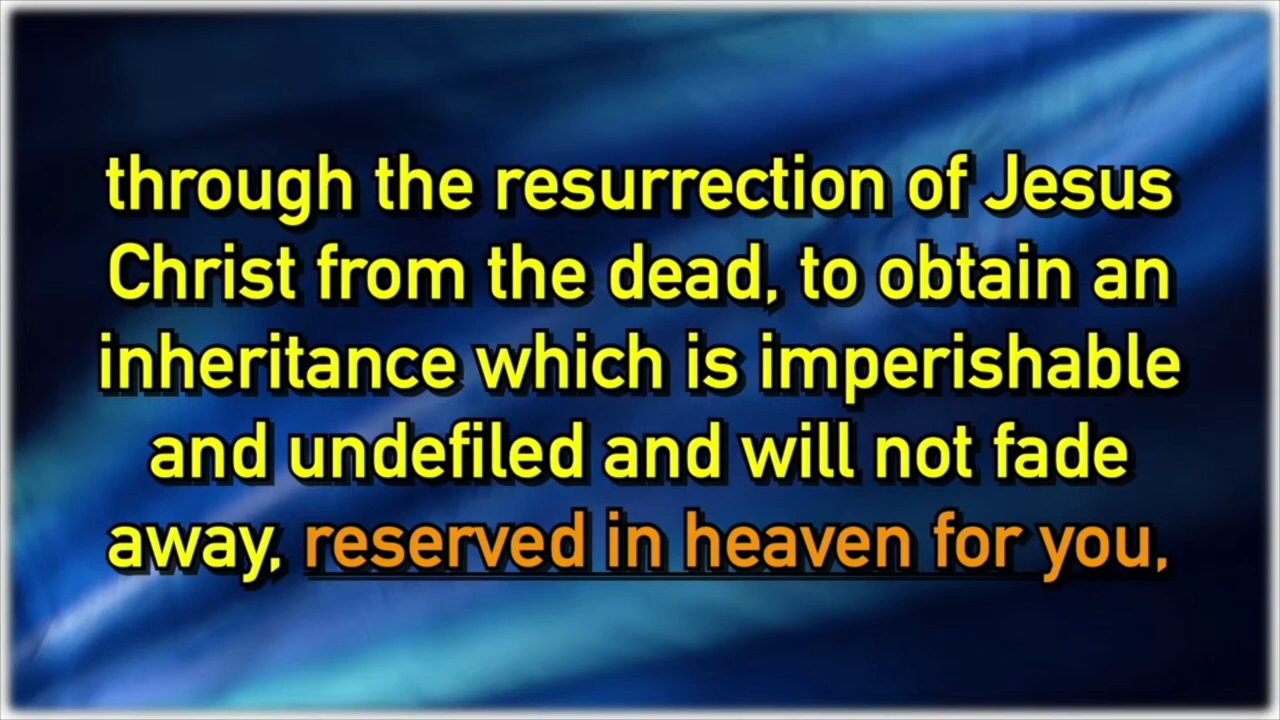 through the resurrection of Jesus
Christ from the dead, to obtain an
inheritance which is imperishable
and undefiled and will not fade
away, reserved in heaven for you,